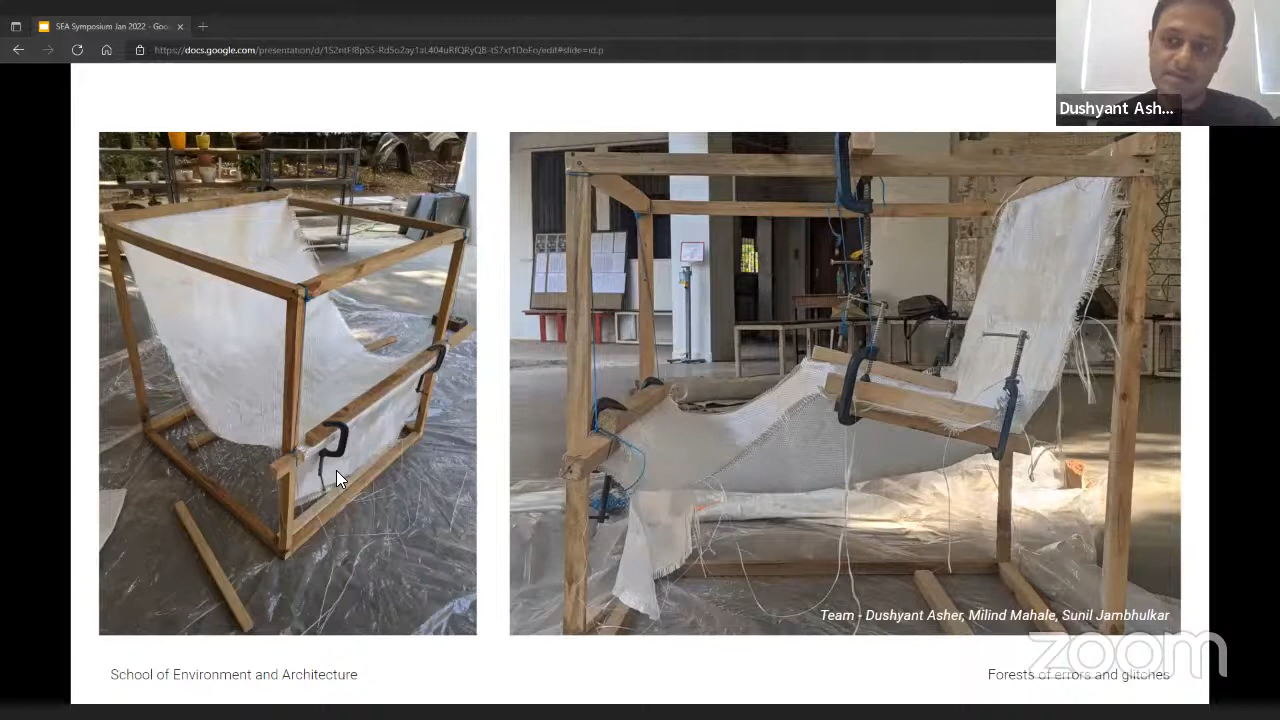 SEA Symposium Jan 2022 - Goo
Dushyant Ash...
Team - Dushyant Asher, Milind Mahale, Sunil Jambhulkar
School of Environment and Architecture
Forests of errors and glitches
zoom